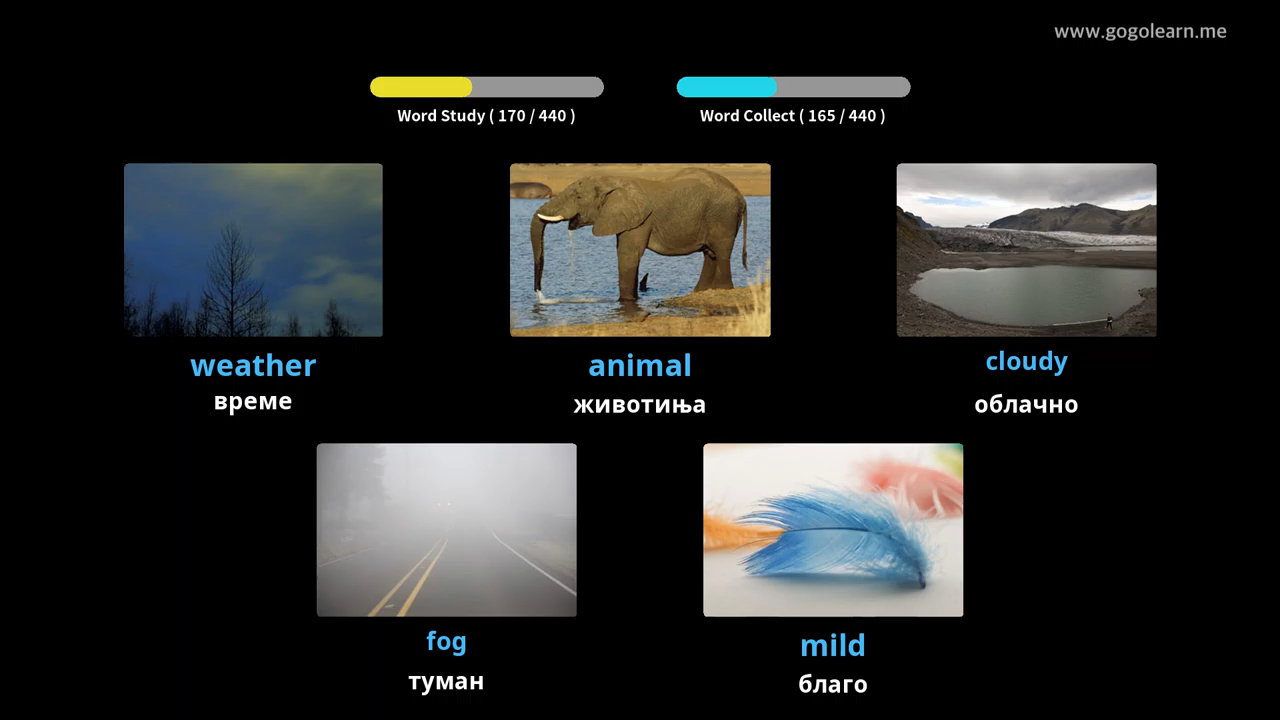 www.gogolearn.me
Word Study ( 170 / 440 )
Word Collect ( 165 / 440 )
weather
време
animal
животиња
cloudy
облачно
fog
туман
mild
благо